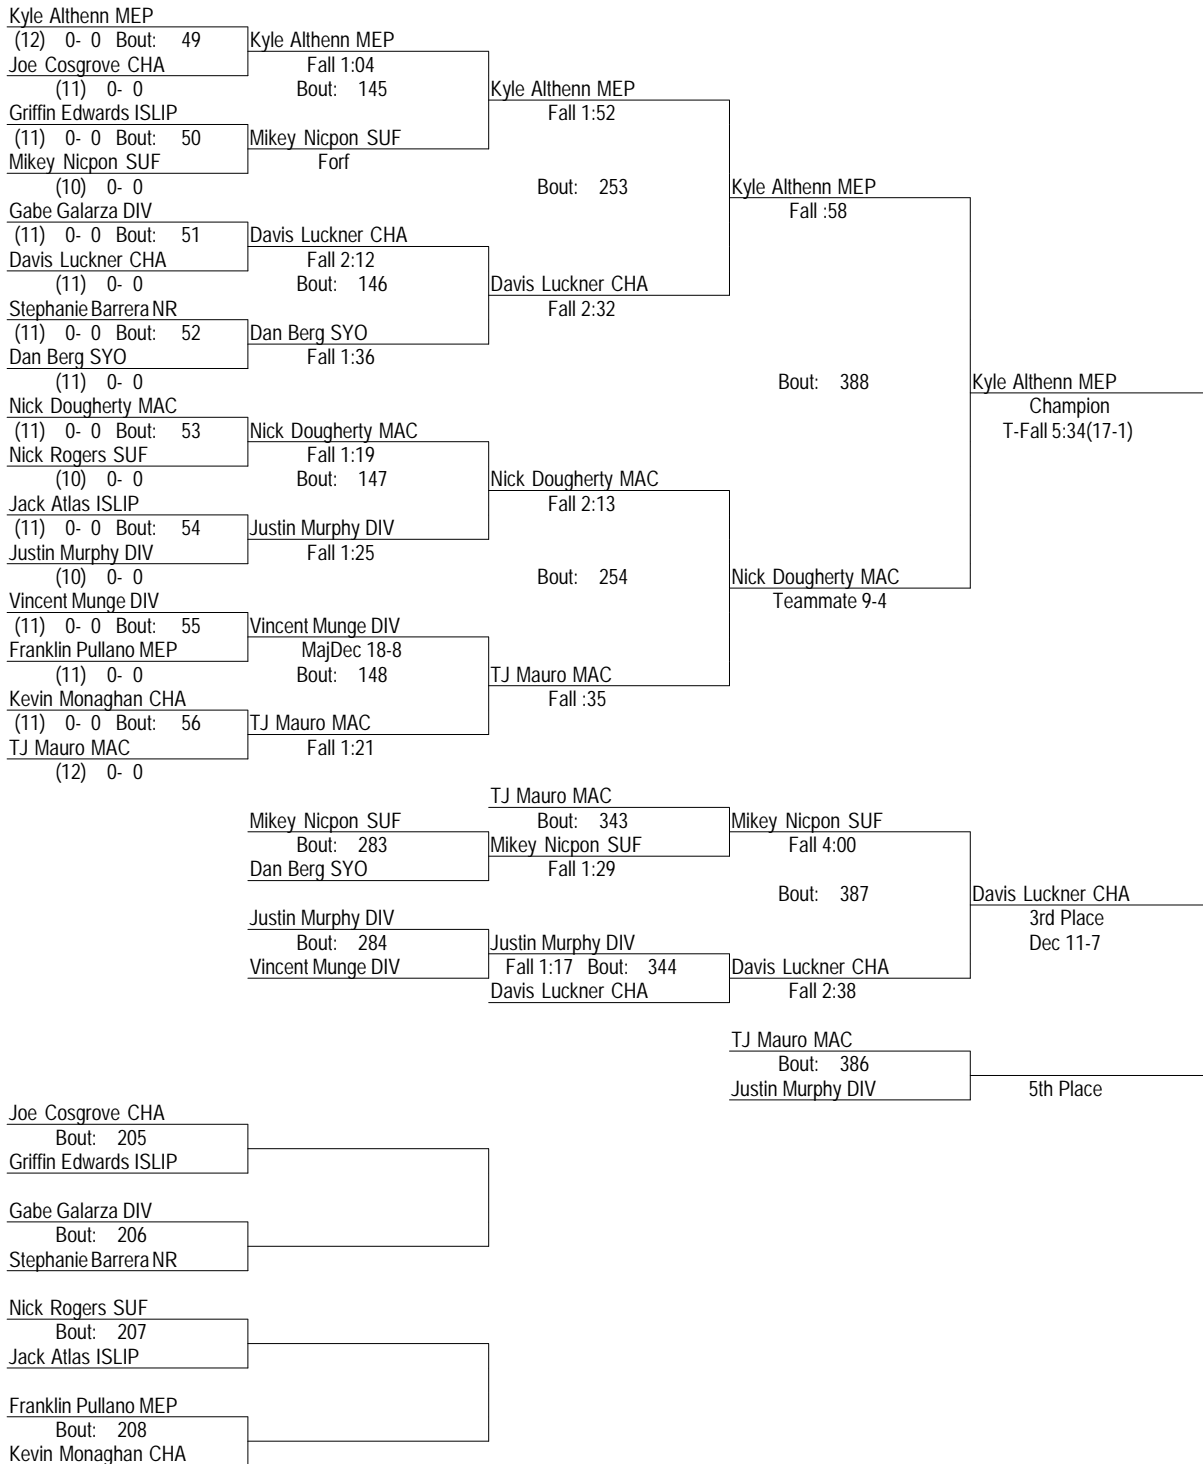 Kyle Althenn MEP
(12) 0- 0 Bout: 49 Kyle Althenn MEP
Joe Cosgrove CHA Fall 1:04
(11) 0- 0 Bout: 145 Kyle Althenn MEP
Griffin Edwards ISLIP Fall 1:52
(11) 0- 0 Bout: 50 Mikey Nicpon SUF
Mikey Nicpon SUF Forf
(10) 0- 0 Bout: 253 Kyle Althenn MEP
Gabe Galarza DIV Fall :58
(11) 0- 0 Bout: 51 Davis Luckner CHA
Davis Luckner CHA Fall 2:12
(11) 0- 0 Bout: 146 Davis Luckner CHA
Stephanie Barrera NR Fall 2:32
(11) 0- 0 Bout: 52 Dan Berg SYO
Dan Berg SYO Fall 1:36
(11) 0- 0 Bout: 388 Kyle Althenn MEP
Nick Dougherty MAC Champion
(11) 0- 0 Bout: 53 Nick Dougherty MAC T-Fall 5:34(17-1)
Nick Rogers SUF Fall 1:19
(10) 0- 0 Bout: 147 Nick Dougherty MAC
Jack Atlas ISLIP Fall 2:13
(11) 0- 0 Bout: 54 Justin Murphy DIV
Justin Murphy DIV Fall 1:25
(10) 0- 0 Bout: 254 Nick Dougherty MAC
Vincent Munge DIV Teammate 9-4
(11) 0- 0 Bout: 55 Vincent Munge DIV
Franklin Pullano MEP MajDec 18-8
(11) 0- 0 Bout: 148 TJ Mauro MAC
Kevin Monaghan CHA Fall :35
(11) 0- 0 Bout: 56 TJ Mauro MAC
TJ Mauro MAC Fall 1:21
(12) 0- 0
TJ Mauro MAC
Mikey Nicpon SUF Bout: 343 Mikey Nicpon SUF
Bout: 283 Mikey Nicpon SUF Fall 4:00
Dan Berg SYO Fall 1:29
Bout: 387 Davis Luckner CHA
Justin Murphy DIV 3rd Place
Bout: 284 Justin Murphy DIV Dec 11-7
Vincent Munge DIV Fall 1:17 Bout: 344 Davis Luckner CHA
Davis Luckner CHA Fall 2:38
TJ Mauro MAC
Bout: 386
Justin Murphy DIV 5th Place
Joe Cosgrove CHA
Bout: 205
Griffin Edwards ISLIP
Gabe Galarza DIV
Bout: 206
Stephanie Barrera NR
Nick Rogers SUF
Bout: 207
Jack Atlas ISLIP
Franklin Pullano MEP
Bout: 208
Kevin Monaghan CHA